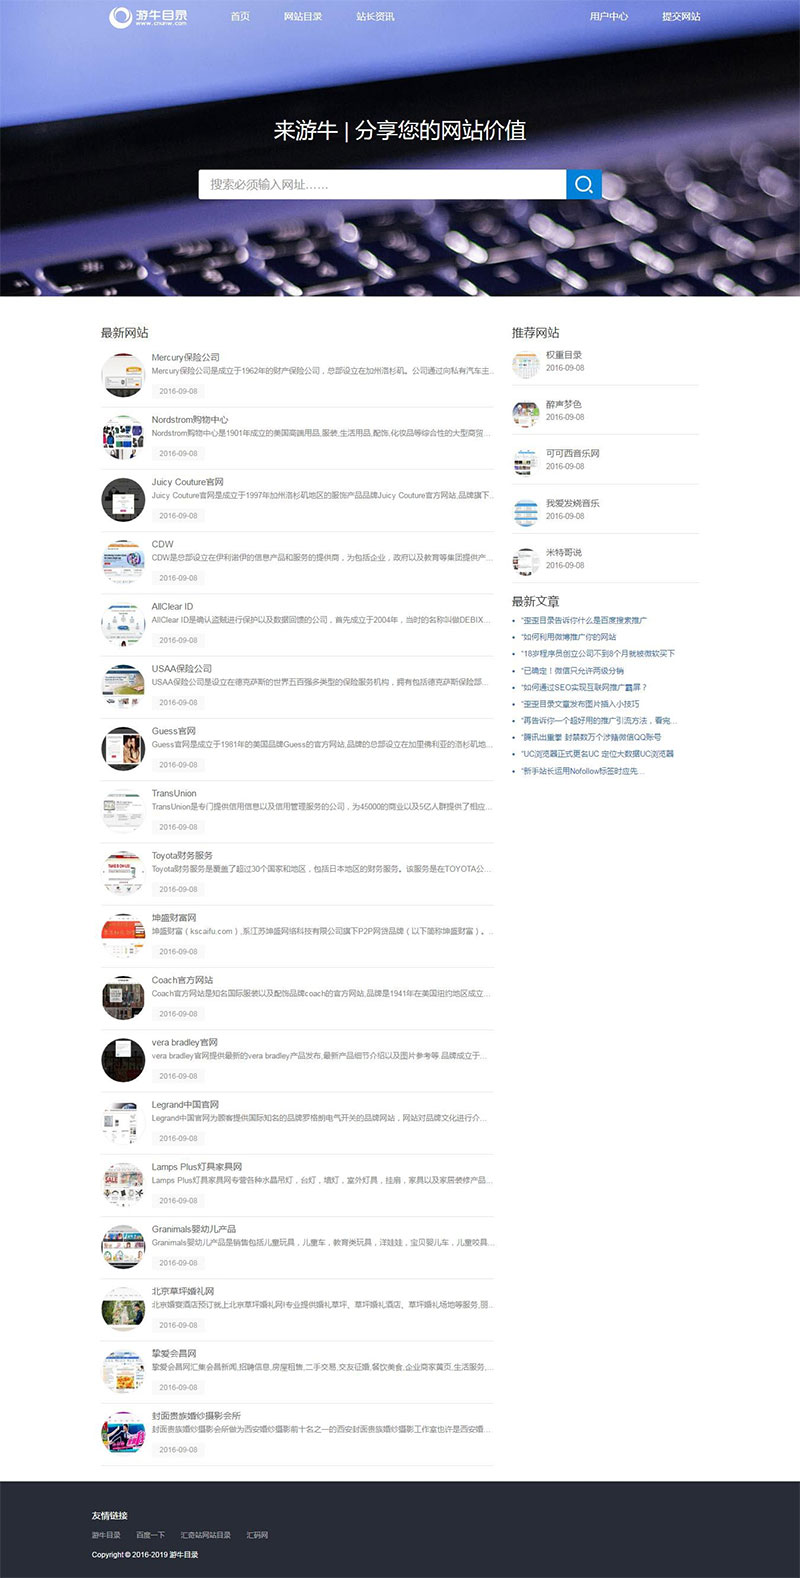 游牛目录
www.cnunw.com
首页
网站目录
站长资讯
用户中心
提交网站
来游牛 | 分享您的网站价值
搜索必须输入网址……
最新网站
Mercury保险公司
Mercury保险公司是成立于1962年的财产保险公司，总部设立在加州洛杉矶。公司通过向私有汽车主...
2016-09-08
Nordstrom购物中心
Nordstrom购物中心是1901年成立的美国高端用品,服装,生活用品,配饰,化妆品等综合性的大型商贸...
2016-09-08
Juicy Couture官网
Juicy Couture官网是成立于1997年加州洛杉矶地区的服饰产品品牌Juicy Couture官方网站,品牌旗下...
2016-09-08
CDW
CDW是总部设立在伊利诺伊的信息产品和服务的提供商，为包括企业，政府以及教育等集团提供产...
2016-09-08
AllClear ID
AllClear ID是确认盗贼进行保护以及数据回馈的公司，首先成立于2004年，当时的名称叫做DEBIX...
2016-09-08
USAA保险公司
USAA保险公司是设立在德克萨斯的世界五百强多类型的保险服务机构，拥有包括德克萨斯保险部...
2016-09-08
Guess官网
Guess官网是成立于1981年的美国品牌Guess的官方网站,品牌的总部设立在加里佛利亚的洛杉矶地...
2016-09-08
TransUnion
TransUnion是专门提供信用信息以及信用管理服务的公司，为45000的商业以及5亿人群提供了相应...
2016-09-08
Toyota财务服务
Toyota财务服务是覆盖了超过30个国家和地区，包括日本地区的财务服务。该服务是在TOYOTA公...
2016-09-08
坤盛财富网
坤盛财富（kscaifu.com）,系江苏坤盛网络科技有限公司旗下P2P网贷品牌（以下简称坤盛财富）。...
2016-09-08
Coach官方网站
Coach官方网站是知名国际服装以及配饰品牌coach的官方网站,品牌是1941年在美国纽约地区成立...
2016-09-08
vera bradley官网
vera bradley官网提供最新的vera bradley产品发布,最新产品细节介绍以及图片参考等.品牌成立于...
2016-09-08
Legrand中国官网
Legrand中国官网为顾客提供国际知名的品牌罗格朗电气开关的品牌网站，网站对品牌文化进行介...
2016-09-08
Lamps Plus灯具家具网
Lamps Plus灯具家具网专营各种水晶吊灯，台灯，墙灯，室外灯具，挂扇，家具以及家居装修产品...
2016-09-08
Granimals婴幼儿产品
Granimals婴幼儿产品是销售包括儿童玩具，儿童车，教育类玩具，洋娃娃，宝贝婴儿车，儿童咬具...
2016-09-08
北京草坪婚礼网
北京婚宴酒店预订就上北京草坪婚礼网!专业提供婚礼草坪、草坪婚礼酒店、草坪婚礼场地等服务,丽...
2016-09-08
挚爱会昌网
挚爱会昌网汇集会昌新闻,招聘信息,房屋租售,二手交易,交友征婚,餐饮美食,企业商家黄页,生活服务,...
2016-09-08
封面贵族婚纱摄影会所
封面贵族婚纱摄影会所做为西安婚纱摄影前十名之一的西安封面贵族婚纱摄影工作室也许是西安婚...
2016-09-08
推荐网站
权重目录
2016-09-08
醉声梦色
2016-09-08
可可西音乐网
2016-09-08
我爱发烧音乐
2016-09-08
米特哥说
2016-09-08
最新文章
“歪歪目录告诉你什么是百度搜索推广
“如何利用微博推广你的网站
“18岁程序员创立公司不到8个月就被微软买下
“已确定！微信只允许两级分销
“如何通过SEO实现互联网推广霸屏？
“歪歪目录文章发布图片插入小技巧
“再告诉你一个超好用的推广引流方法，看完...
“腾讯出重拳 封禁数万个涉赌微信QQ账号
“UC浏览器正式更名UC 定位大数据UC浏览器
“新手站长运用Nofollow标签时应先...
友情链接
游牛目录
百度一下
汇奇站网站目录
汇码网
Copyright © 2016-2019 游牛目录